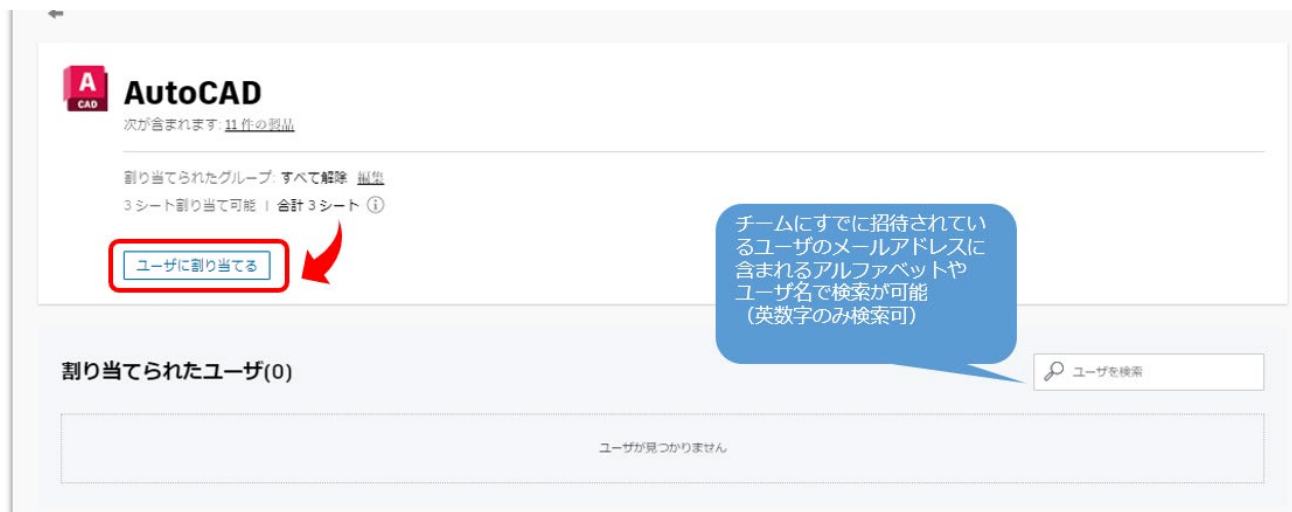 A
CAD
AutoCAD
次が含まれます: 11 件の製品
割り当てられたグループ: すべて解除 編集
3 シート割り当て可能 | 合計 3 シート
ユーザに割り当てる
チームにすでに招待されてい
るユーザのメールアドレスに
含まれるアルファベットや
ユーザ名で検索が可能
（英数字のみ検索可）
割り当てられたユーザ(0)
ユーザを検索
ユーザが見つかりません